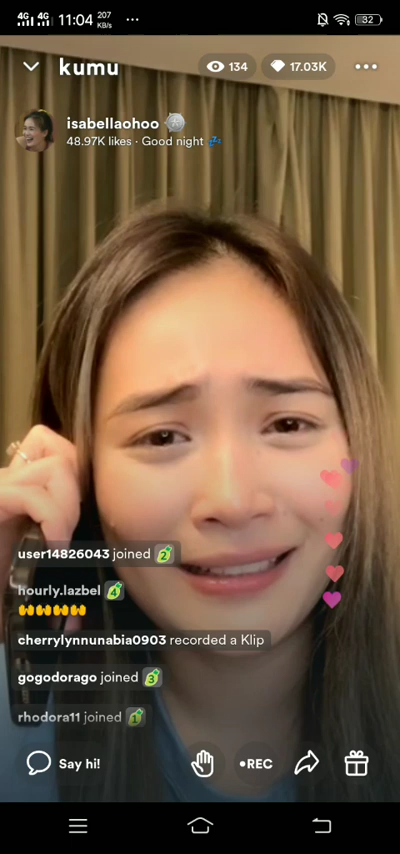 4G 4G 11:04 207 KB/s ... 32
kumu 134 17.03K
isabellaohoo
48.97K likes · Good night 💤
user14826043 joined 2
hourly.lazbel 4
🙌🙌🙌🙌
cherrylynnunabia0903 recorded a Klip
gogodorago joined 3
rhodora11 joined 1
Say hi! •REC